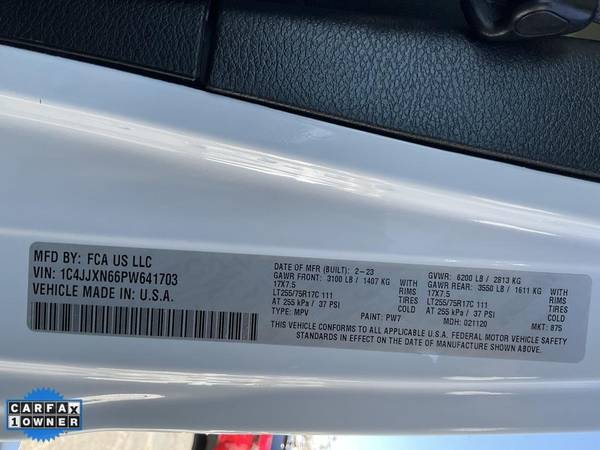 MFD BY: FCA US LLC
VIN: 1C4JJXN66PW641703
VEHICLE MADE IN: U.S.A.
DATE OF MFR (BUILT): 2-23 GVWR: 6200 LB / 2813 KG
GAWR FRONT: 3100 LB / 1407 KG WITH GAWR REAR: 3550 LB / 1611 KG WITH
17X7.5 RIMS 17X7.5 RIMS
LT255/75R17C 111 TIRES LT255/75R17C 111 TIRES
AT 255 kPa / 37 PSI COLD AT 255 kPa / 37 PSI COLD
TYPE: MPV PAINT: PW7 MDH: 021120 MKT: 875
THIS VEHICLE CONFORMS TO ALL APPLICABLE U.S.A. FEDERAL MOTOR VEHICLE SAFETY
STANDARDS IN EFFECT ON THE DATE OF MANUFACTURE SHOWN ABOVE.
CARFAX
1 OWNER